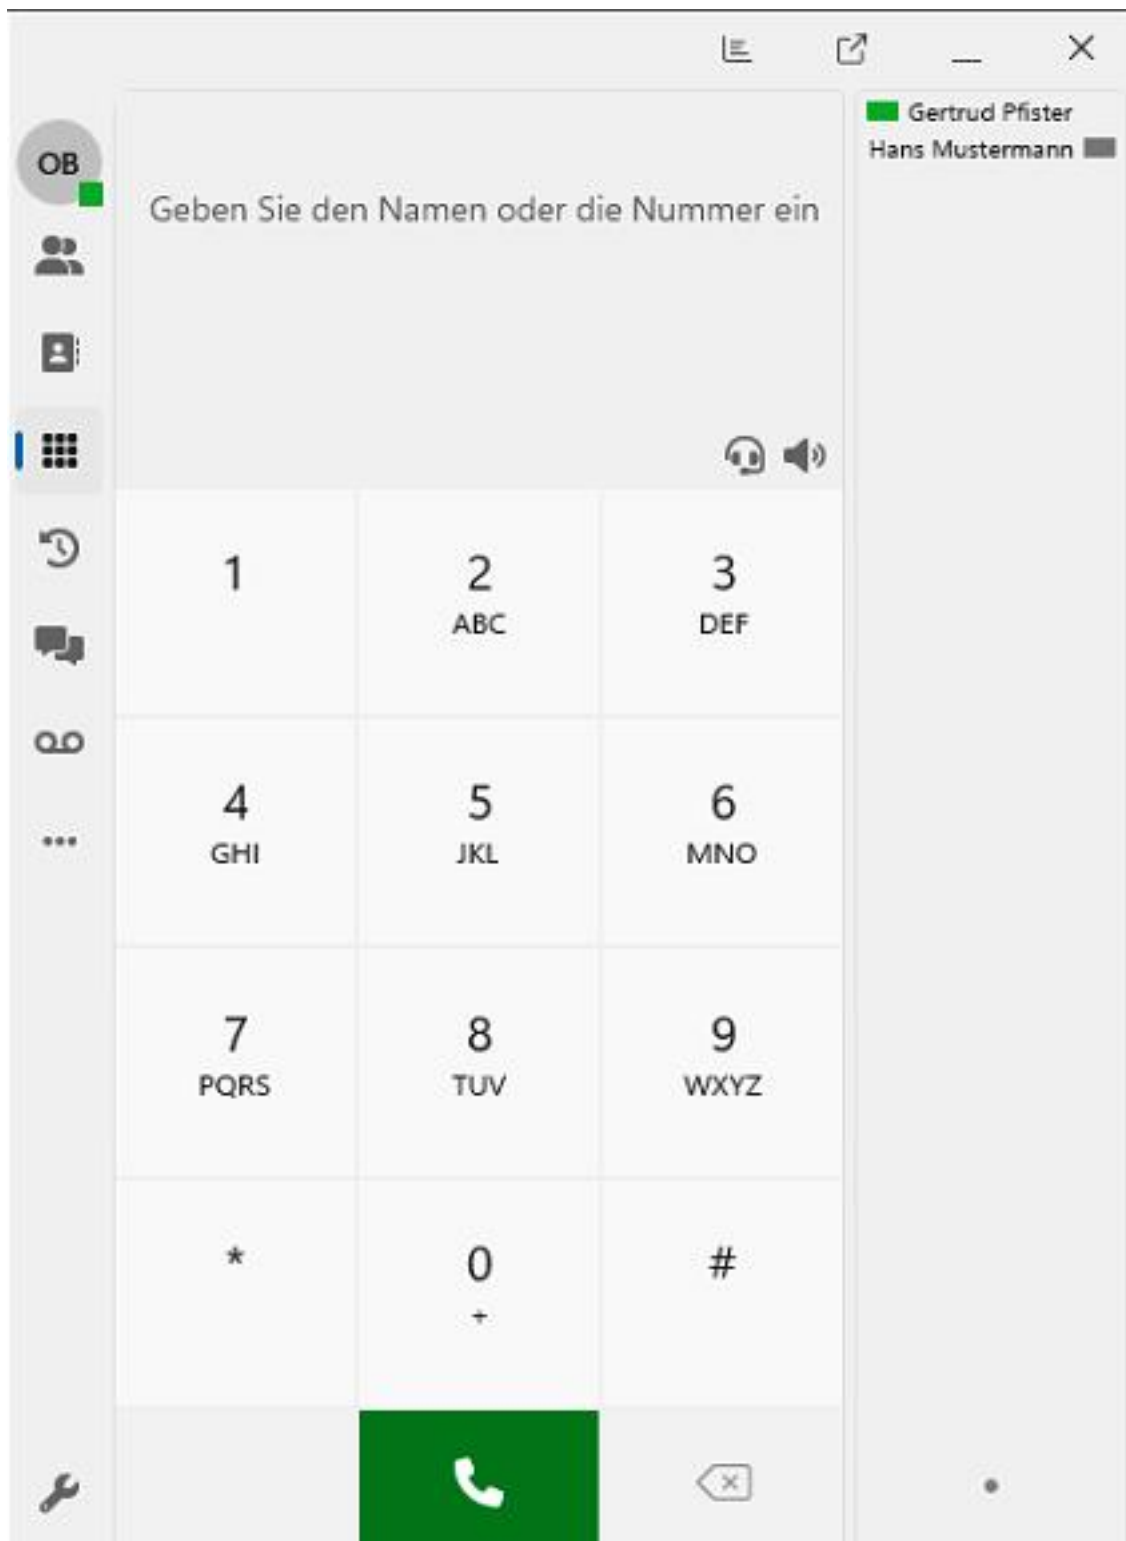 Gertrud Pfister
Hans Mustermann
OB
Geben Sie den Namen oder die Nummer ein
1
2
ABC
3
DEF
4
GHI
5
JKL
6
MNO
7
PQRS
8
TUV
9
WXYZ
*
0
+
#